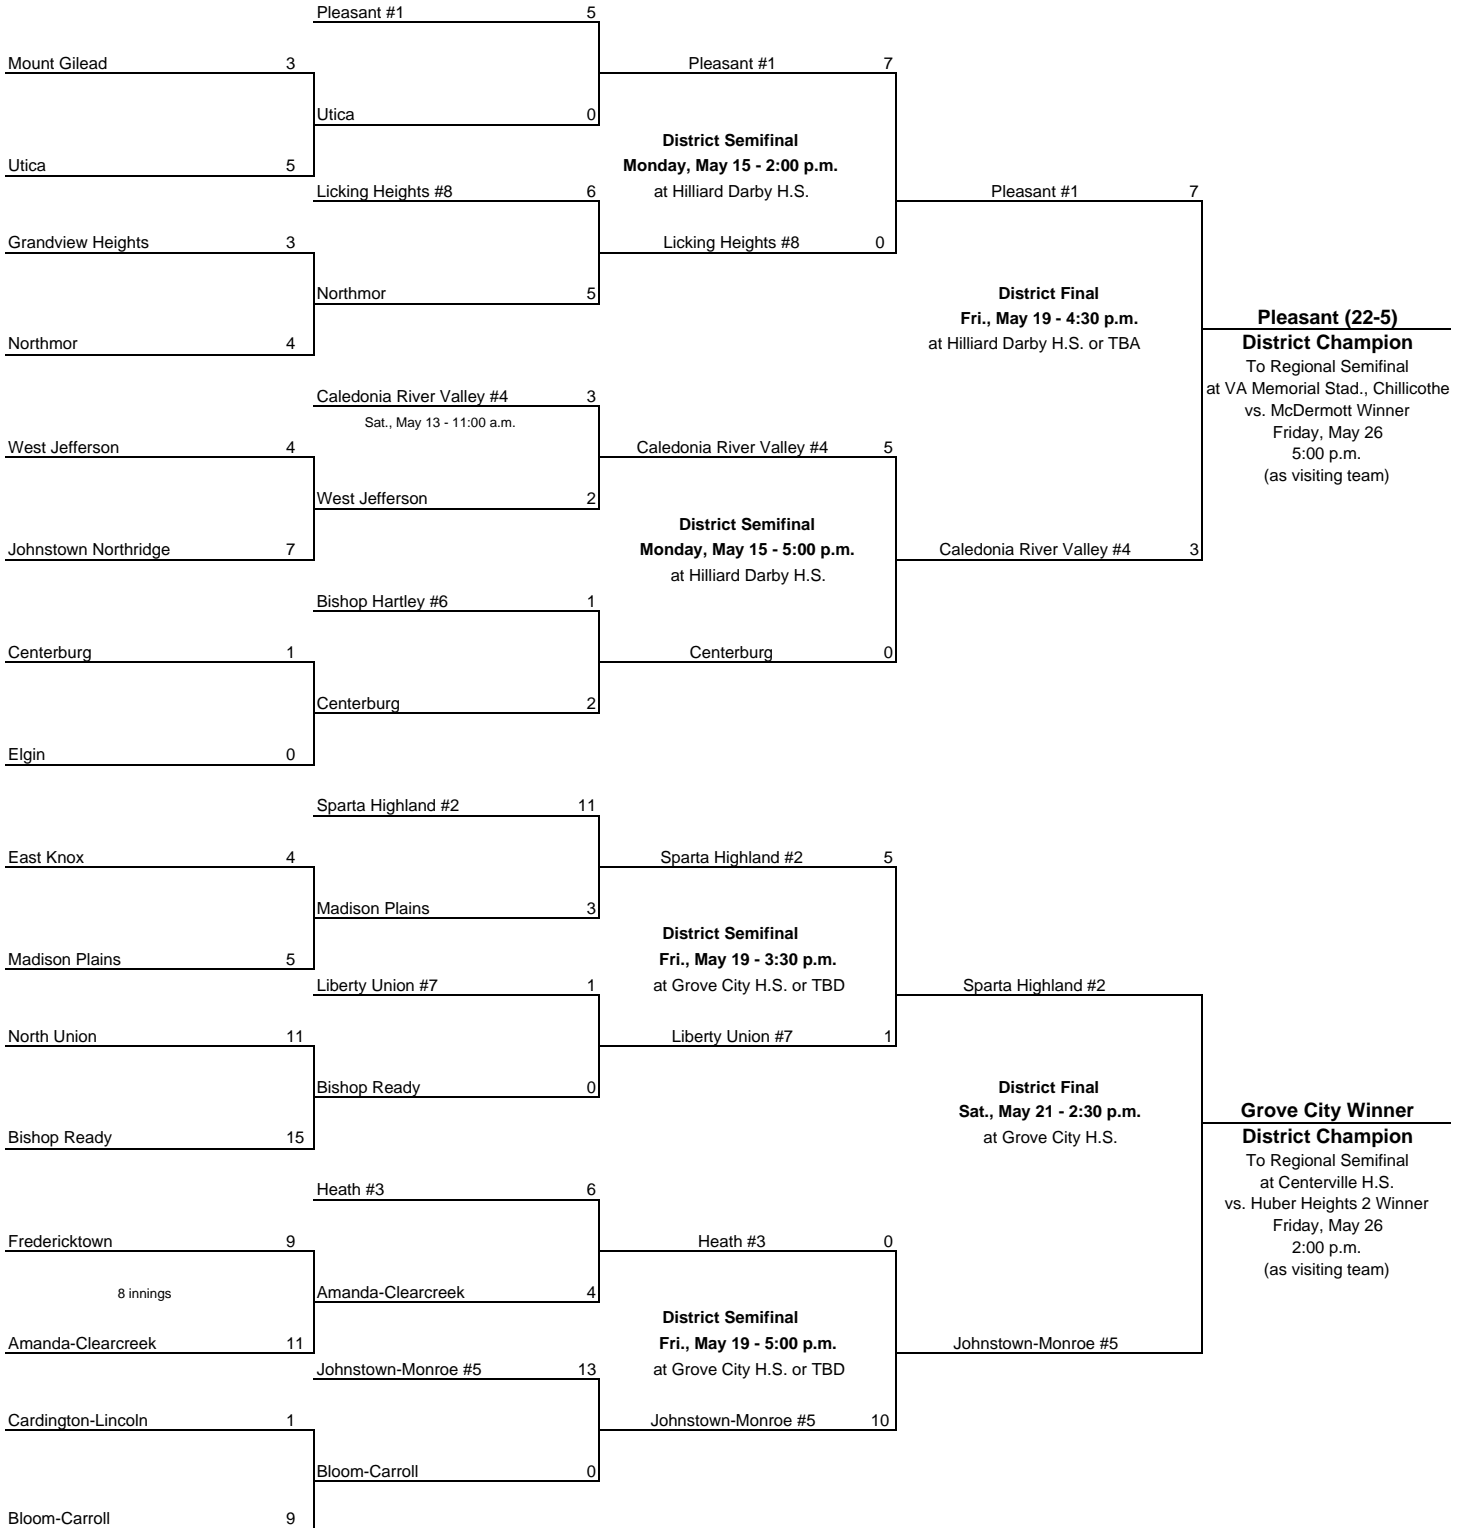 Pleasant #1 5
Mount Gilead 3
Pleasant #1 7
Utica 0
District Semifinal
Utica 5
Monday, May 15 - 2:00 p.m.
Licking Heights #8 6
at Hilliard Darby H.S.
Pleasant #1 7
Grandview Heights 3
Licking Heights #8 0
Northmor 5
District Final
Fri., May 19 - 4:30 p.m.
Pleasant (22-5)
Northmor 4
at Hilliard Darby H.S. or TBA
District Champion
To Regional Semifinal
at VA Memorial Stad., Chillicothe
vs. McDermott Winner
Friday, May 26
5:00 p.m.
(as visiting team)
Caledonia River Valley #4 3
Sat., May 13 - 11:00 a.m.
West Jefferson 4
Caledonia River Valley #4 5
West Jefferson 2
District Semifinal
Johnstown Northridge 7
Monday, May 15 - 5:00 p.m.
Caledonia River Valley #4 3
at Hilliard Darby H.S.
Bishop Hartley #6 1
Centerburg 1
Centerburg 0
Centerburg 2
Elgin 0
Sparta Highland #2 11
East Knox 4
Sparta Highland #2 5
Madison Plains 3
District Semifinal
Madison Plains 5
Fri., May 19 - 3:30 p.m.
Liberty Union #7 1
at Grove City H.S. or TBD
Sparta Highland #2
North Union 11
Liberty Union #7 1
Bishop Ready 0
District Final
Sat., May 21 - 2:30 p.m.
Grove City Winner
Bishop Ready 15
at Grove City H.S.
District Champion
To Regional Semifinal
at Centerville H.S.
vs. Huber Heights 2 Winner
Friday, May 26
2:00 p.m.
(as visiting team)
Heath #3 6
Fredericktown 9
Heath #3 0
8 innings
Amanda-Clearcreek 4
District Semifinal
Amanda-Clearcreek 11
Fri., May 19 - 5:00 p.m.
Johnstown-Monroe #5
Johnstown-Monroe #5 13
at Grove City H.S. or TBD
Cardington-Lincoln 1
Johnstown-Monroe #5 10
Bloom-Carroll 0
Bloom-Carroll 9